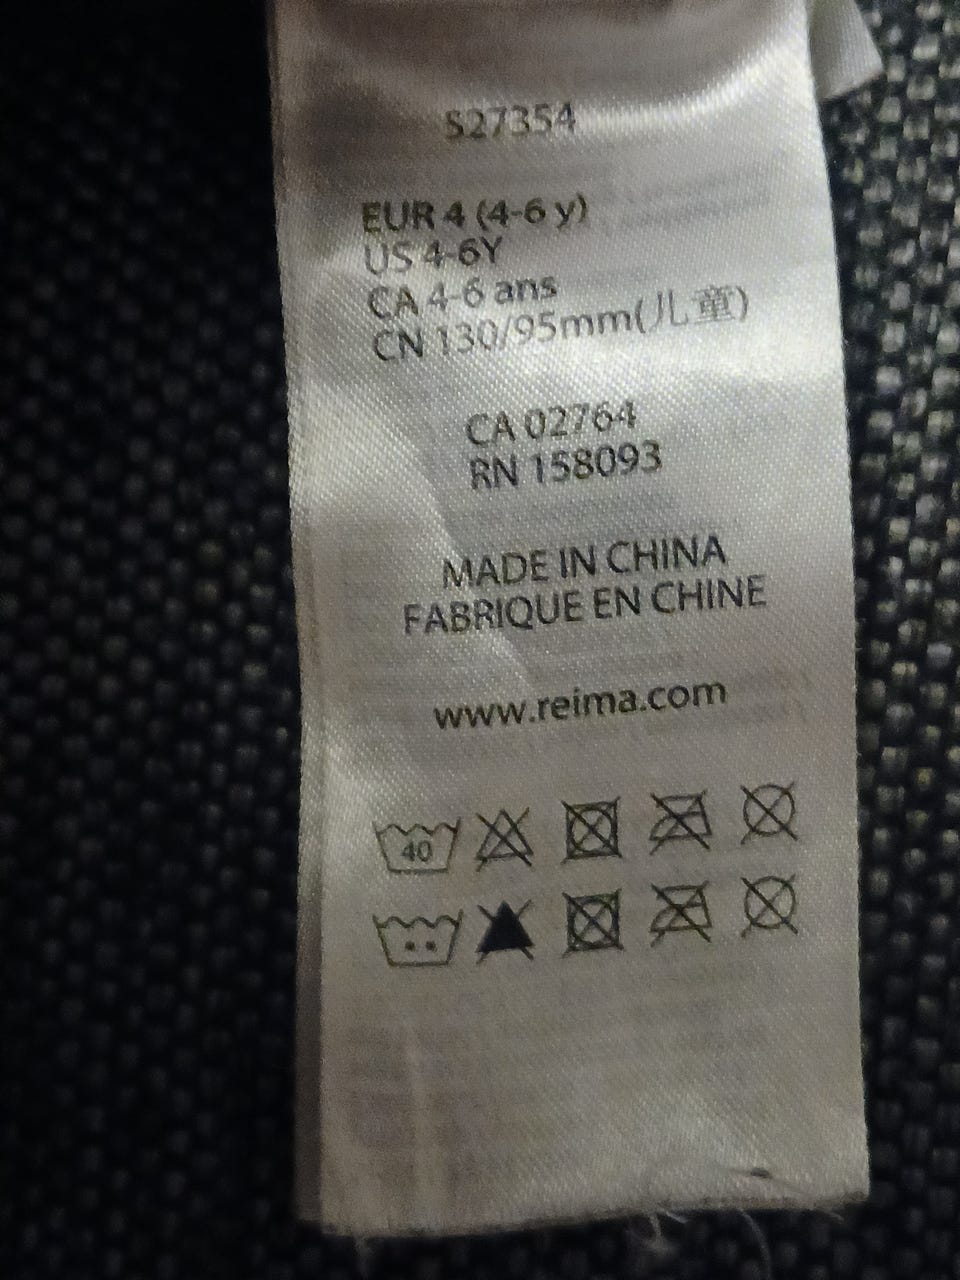 S27354
EUR 4 (4-6 y)
US 4-6Y
CA 4-6 ans
CN 130/95mm(儿童)
CA 02764
RN 158093
MADE IN CHINA
FABRIQUE EN CHINE
www.reima.com
40